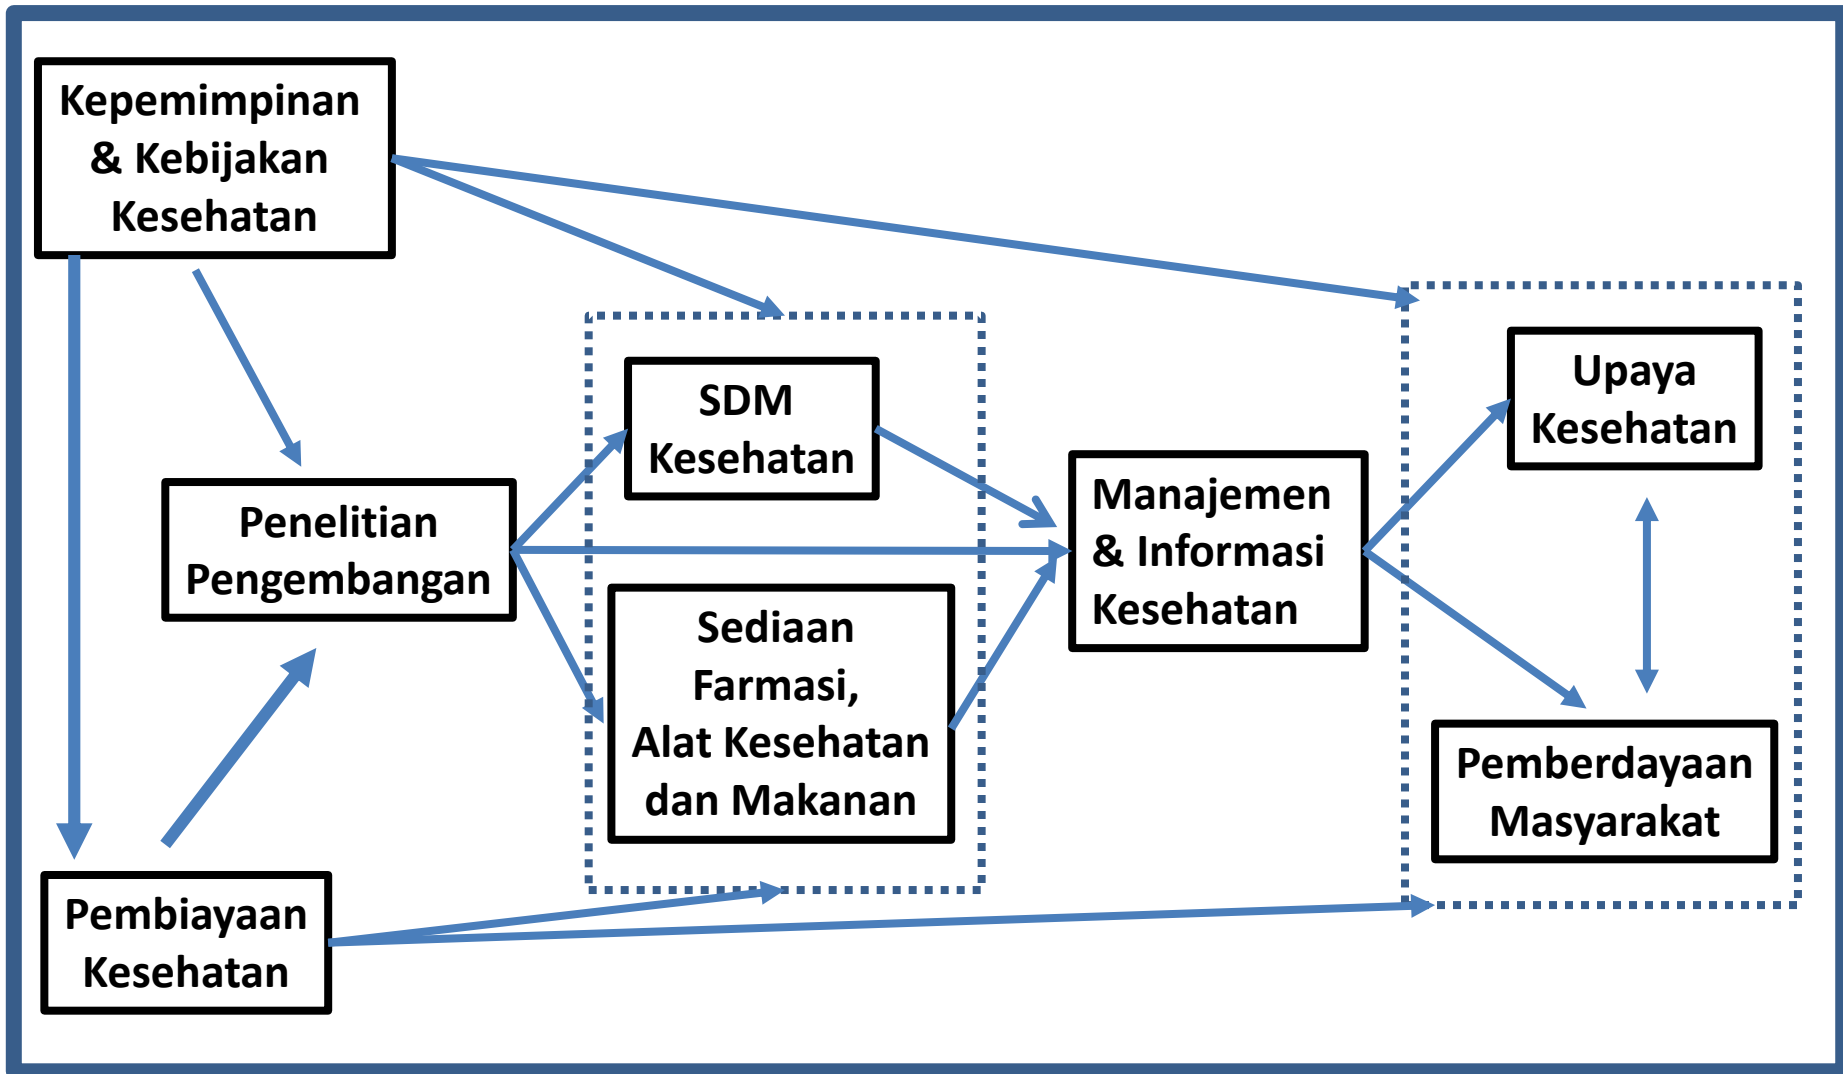 Kepemimpinan
& Kebijakan
Kesehatan
Penelitian
Pengembangan
Pembiayaan
Kesehatan
SDM
Kesehatan
Sediaan
Farmasi,
Alat Kesehatan
dan Makanan
Manajemen
& Informasi
Kesehatan
Upaya
Kesehatan
Pemberdayaan
Masyarakat